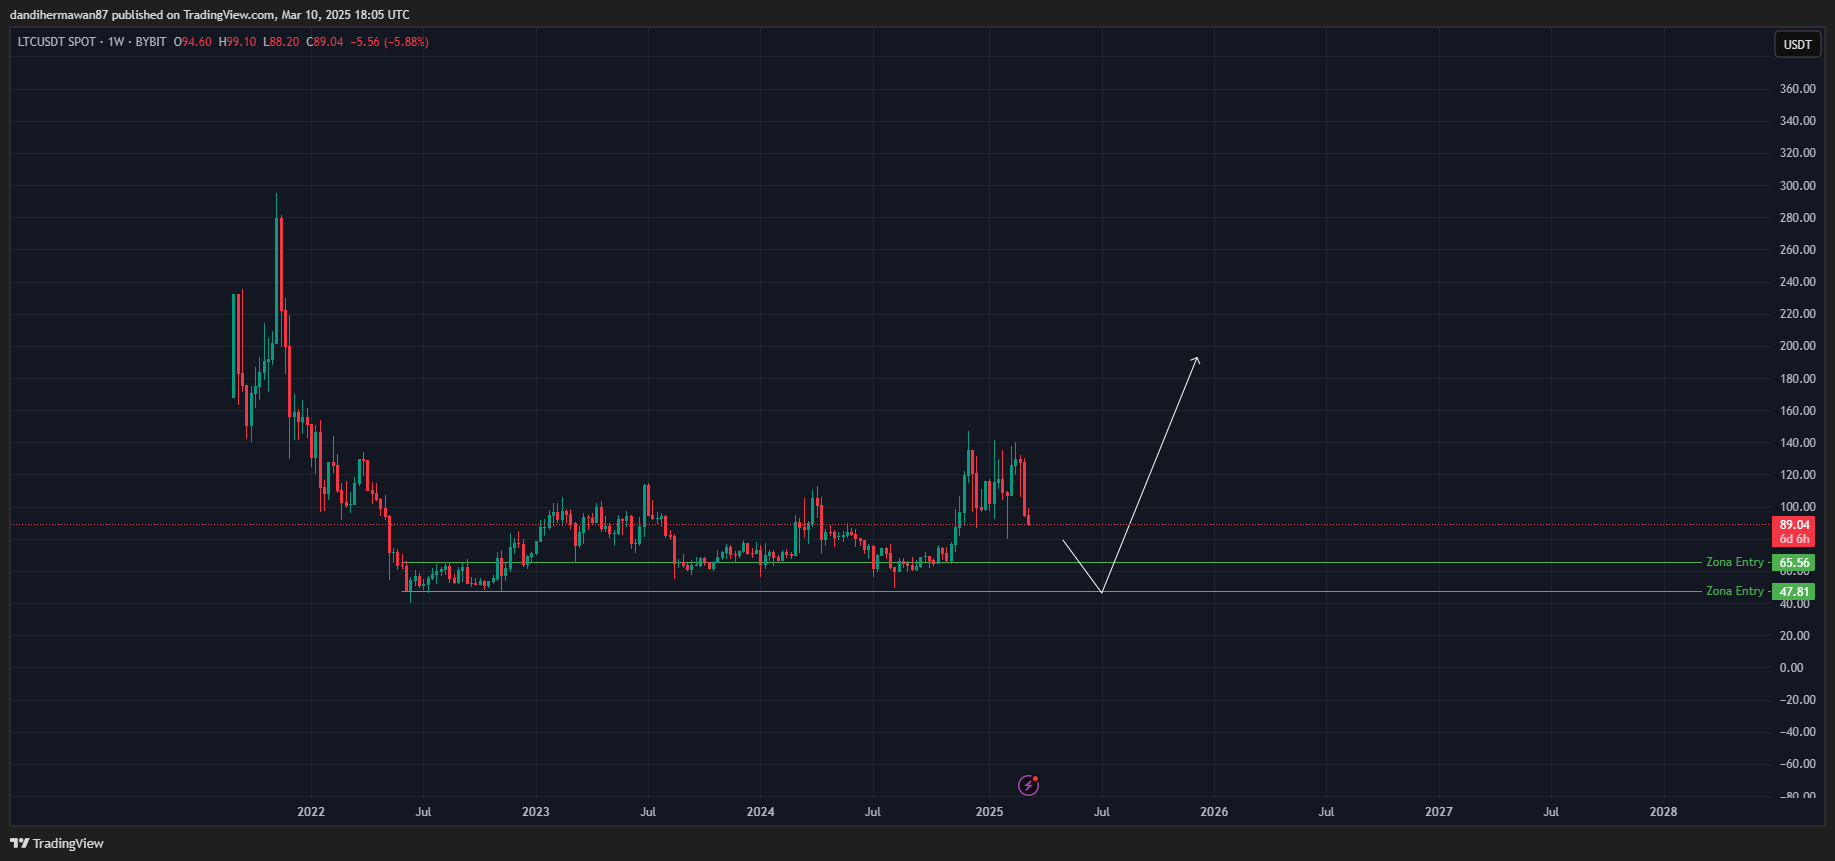 dandihermawan87 published on TradingView.com, Mar 10, 2025 18:05 UTC
LTCUSDT SPOT · 1W · BYBIT O94.60 H99.10 L88.20 C89.04 −5.56 (−5.88%)
USDT
360.00
340.00
320.00
300.00
280.00
260.00
240.00
220.00
200.00
180.00
160.00
140.00
120.00
100.00
89.04
6d 6h
Zona Entry 65.56
60.00
Zona Entry 47.81
40.00
20.00
0.00
−20.00
−40.00
−60.00
−80.00
2022 Jul 2023 Jul 2024 Jul 2025 Jul 2026 Jul 2027 Jul 2028
TradingView